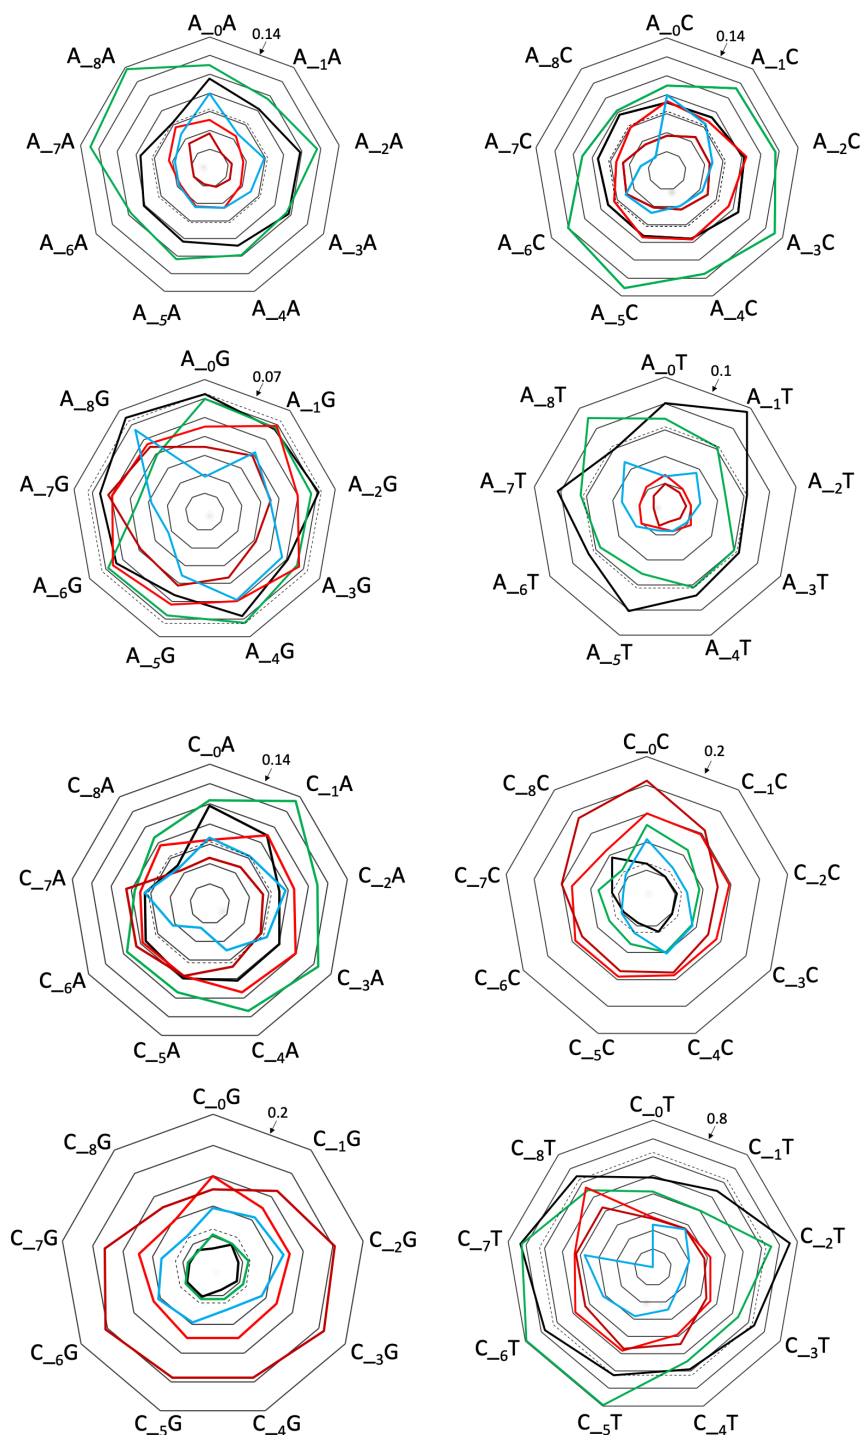 A_₀A
0.14
A_₈A
A_₁A
A_₇A
A_₂A
A_₆A
A_₃A
A_₅A
A_₄A
A_₀C
0.14
A_₈C
A_₁C
A_₇C
A_₂C
A_₆C
A_₃C
A_₅C
A_₄C
A_₀G
0.07
A_₈G
A_₁G
A_₇G
A_₂G
A_₆G
A_₃G
A_₅G
A_₄G
A_₀T
0.1
A_₈T
A_₁T
A_₇T
A_₂T
A_₆T
A_₃T
A_₅T
A_₄T
C_₀A
0.14
C_₈A
C_₁A
C_₇A
C_₂A
C_₆A
C_₃A
C_₅A
C_₄A
C_₀C
0.2
C_₈C
C_₁C
C_₇C
C_₂C
C_₆C
C_₃C
C_₅C
C_₄C
C_₀G
0.2
C_₈G
C_₁G
C_₇G
C_₂G
C_₆G
C_₃G
C_₅G
C_₄G
C_₀T
0.8
C_₈T
C_₁T
C_₇T
C_₂T
C_₆T
C_₃T
C_₅T
C_₄T